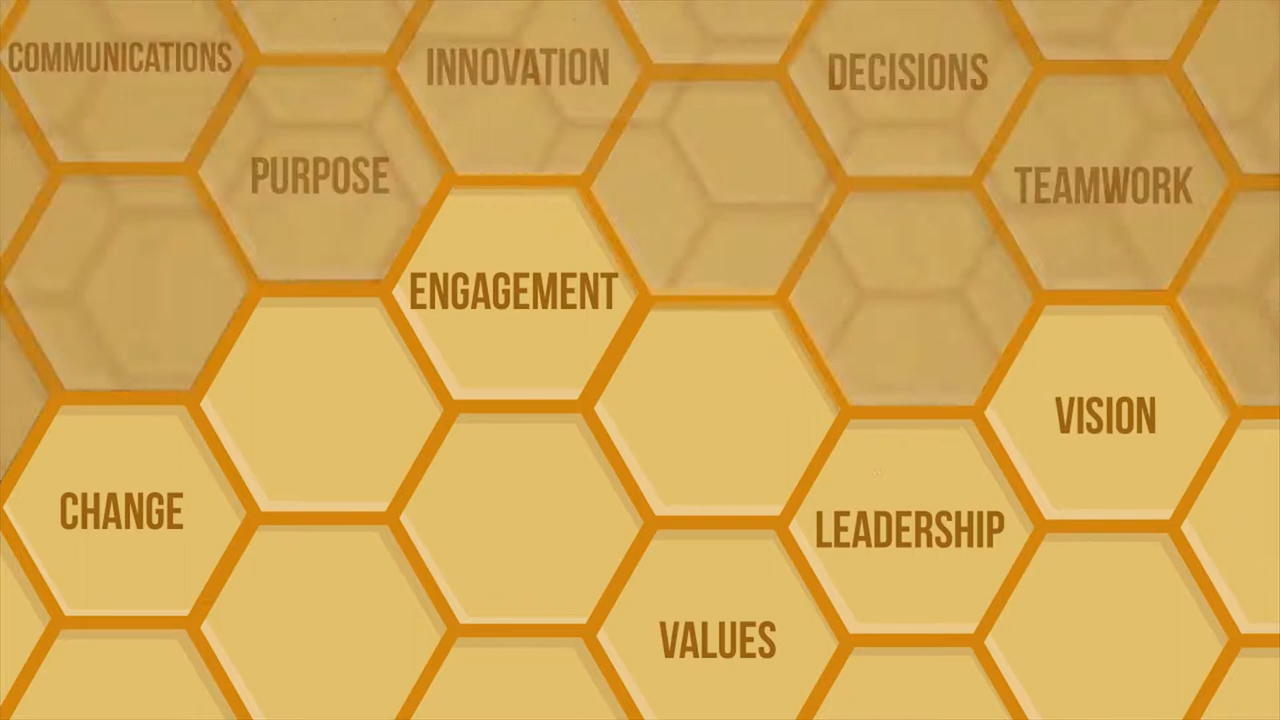 COMMUNICATIONS
INNOVATION
DECISIONS
PURPOSE
TEAMWORK
ENGAGEMENT
VISION
CHANGE
LEADERSHIP
VALUES